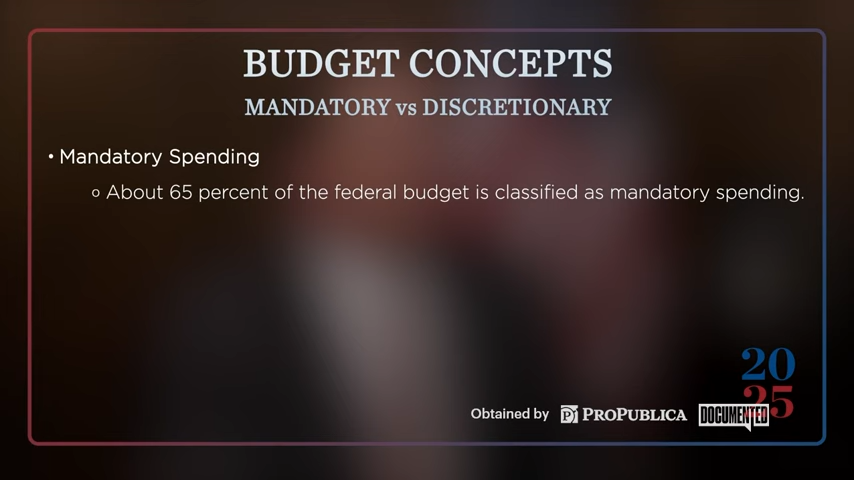 BUDGET CONCEPTS
MANDATORY vs DISCRETIONARY
• Mandatory Spending
o About 65 percent of the federal budget is classified as mandatory spending.
20
25
Obtained by PROPUBLICA DOCUMENTED